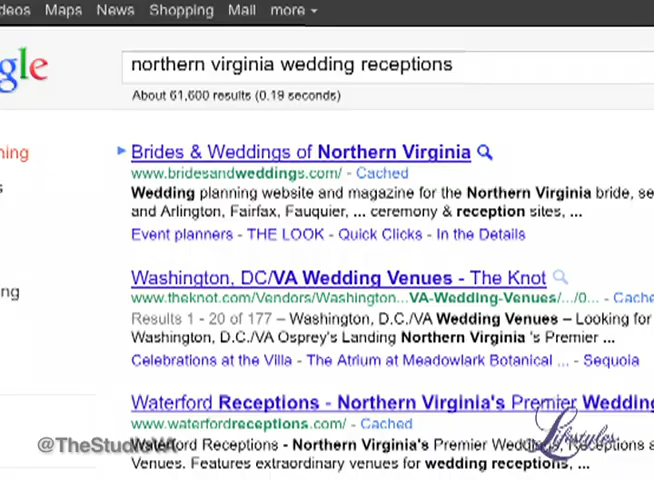 deos Maps News Shopping Mail more
gle
northern virginia wedding receptions
About 61,600 results (0.19 seconds)
ning
Brides & Weddings of Northern Virginia
www.bridesandweddings.com/ - Cached
Wedding planning website and magazine for the Northern Virginia bride, se
and Arlington, Fairfax, Fauquier, ... ceremony & reception sites, ...
Event planners - THE LOOK - Quick Clicks - In the Details
s
Washington, DC/VA Wedding Venues - The Knot
ng
www.theknot.com/Vendors/Washington...VA-Wedding-Venues/.../0... - Cache
Results 1 - 20 of 177 – Washington, D.C./VA Wedding Venues – Looking for
Washington, D.C./VA Osprey's Landing Northern Virginia 's Premier ...
Celebrations at the Villa - The Atrium at Meadowlark Botanical ... - Sequoia
Waterford Receptions - Northern Virginia's Premier Wedding
www.waterfordreceptions.com/ - Cached
@TheStudioVA
Waterford Receptions - Northern Virginia's Premier Wedding, Receptions a
Lifestyles
Venues. Features extraordinary venues for wedding receptions, ...